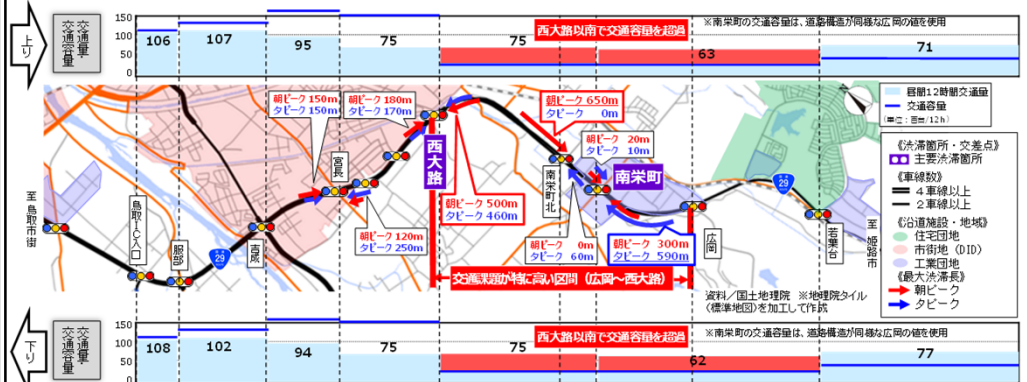 上り
交通量・交通容量
150
100
50
0
106
107
95
75
75
63
71
西大路以南で交通容量を超過
※南栄町の交通容量は、道路構造が同様な広岡の値を使用
昼間12時間交通量
交通容量
(単位：百台/12h)
朝ピーク 150m
夕ピーク 150m
朝ピーク 180m
夕ピーク 170m
朝ピーク 650m
夕ピーク 0m
朝ピーク 20m
夕ピーク 10m
西大路
宮長
南栄町北
南栄町
朝ピーク 500m
夕ピーク 460m
朝ピーク 120m
夕ピーク 250m
朝ピーク 0m
夕ピーク 60m
朝ピーク 300m
夕ピーク 590m
至 鳥取市街
鳥取IC入口
服部
吉成
29
29
広岡
若葉台
至 姫路市
交通課題が特に高い区間（広岡～西大路）
《渋滞箇所・交差点》
主要渋滞箇所
《車線数》
４車線以上
２車線以上
《沿道施設・地域》
住宅団地
市街地（DID）
工業団地
《最大渋滞長》
朝ピーク
夕ピーク
資料／国土地理院 ※地理院タイル
(標準地図)を加工して作成
下り
交通量・交通容量
150
100
50
0
108
102
94
75
75
62
77
西大路以南で交通容量を超過
※南栄町の交通容量は、道路構造が同様な広岡の値を使用